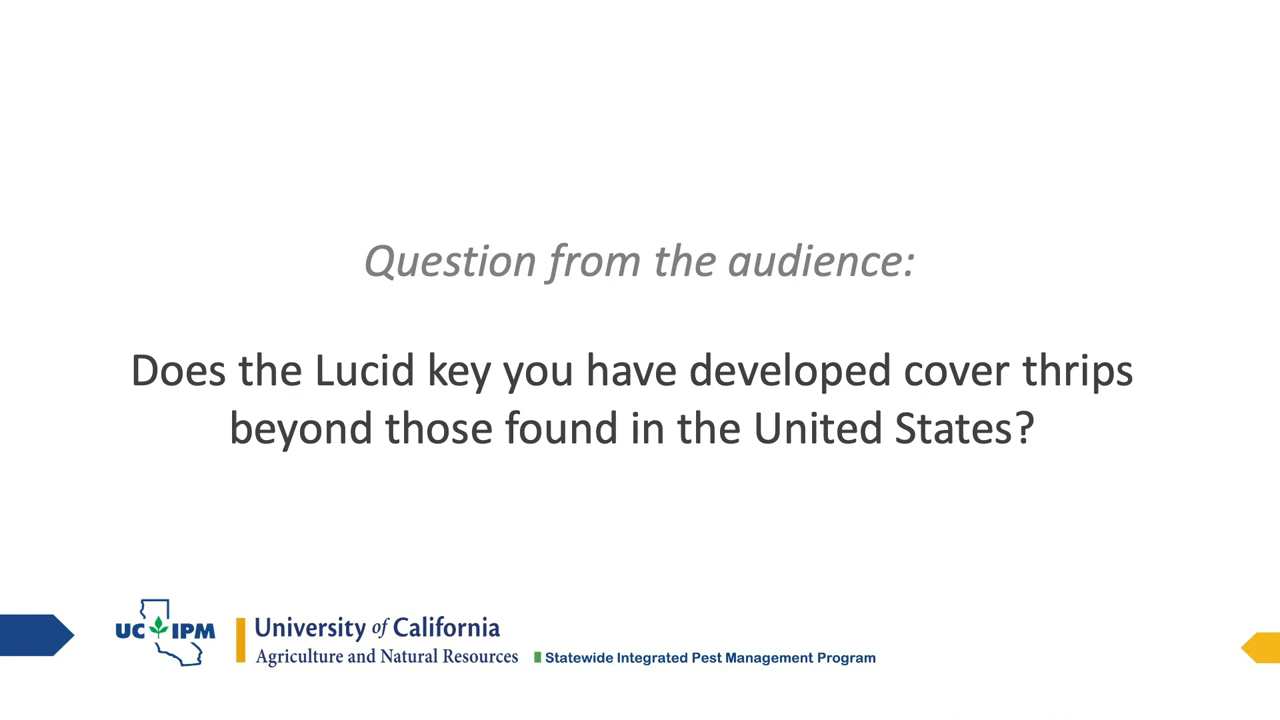 Question from the audience:
Does the Lucid key you have developed cover thrips
beyond those found in the United States?
UC IPM
University of California
Agriculture and Natural Resources
Statewide Integrated Pest Management Program